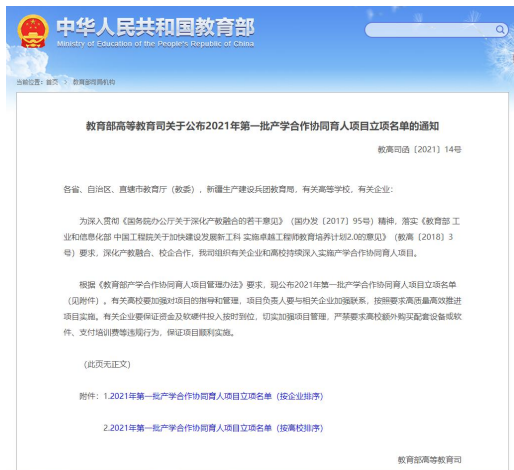 中华人民共和国教育部
Ministry of Education of the People's Republic of China
当前位置：首页 > 教育部司局机构
教育部高等教育司关于公布2021年第一批产学合作协同育人项目立项名单的通知
教高司函〔2021〕14号
各省、自治区、直辖市教育厅（教委），新疆生产建设兵团教育局，有关高等学校，有关企业：
为深入贯彻《国务院办公厅关于深化产教融合的若干意见》（国办发〔2017〕95号）精神，落实《教育部 工
业和信息化部 中国工程院关于加快建设发展新工科 实施卓越工程师教育培养计划2.0的意见》（教高〔2018〕3
号）要求，深化产教融合、校企合作，我司组织有关企业和高校持续深入实施产学合作协同育人项目。
根据《教育部产学合作协同育人项目管理办法》要求，现公布2021年第一批产学合作协同育人项目立项名单
（见附件）。有关高校要加强对项目的指导和管理，项目负责人要与相关企业加强联系，按照要求高质量高效推进
项目实施。有关企业要保证资金及软硬件投入按时到位，切实加强项目管理，严禁要求高校额外购买配套设备或软
件、支付培训费等违规行为，保证项目顺利实施。
（此页无正文）
附件：1.2021年第一批产学合作协同育人项目立项名单（按企业排序）
2.2021年第一批产学合作协同育人项目立项名单（按高校排序）
教育部高等教育司